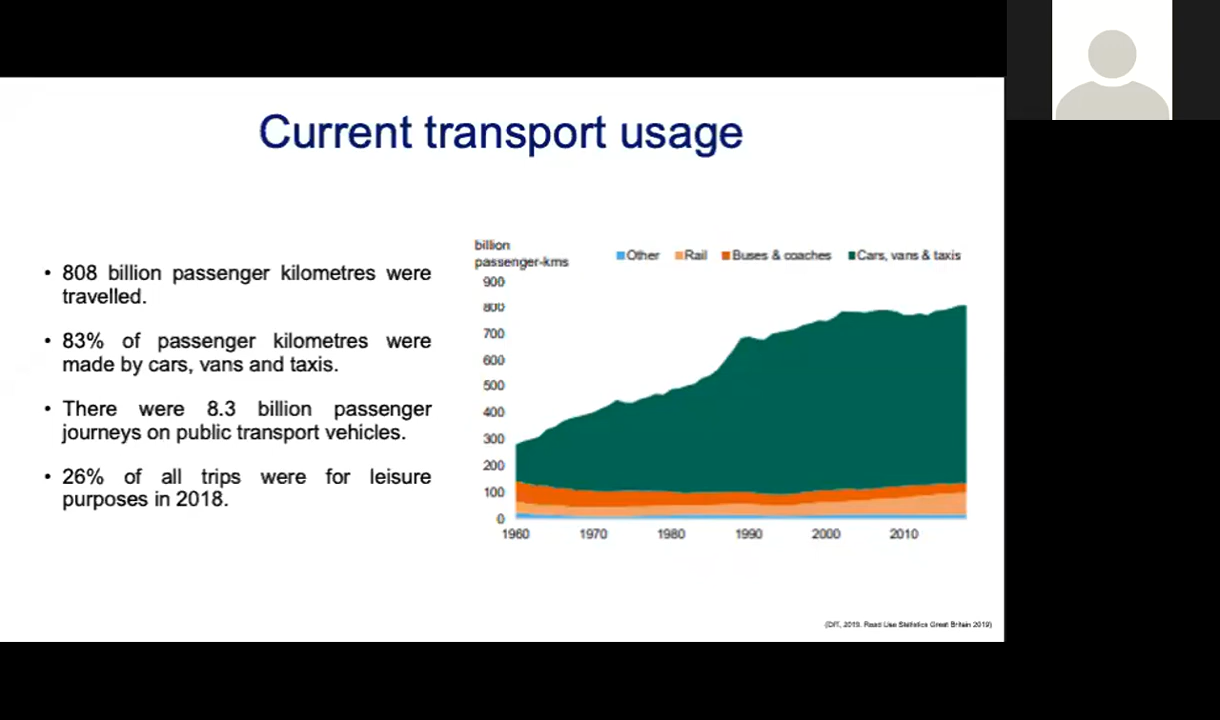 Current transport usage
• 808 billion passenger kilometres were
travelled.
• 83% of passenger kilometres were
made by cars, vans and taxis.
• There were 8.3 billion passenger
journeys on public transport vehicles.
• 26% of all trips were for leisure
purposes in 2018.
billion
passenger-kms
Other Rail Buses & coaches Cars, vans & taxis
900
800
700
600
500
400
300
200
100
0
1960 1970 1980 1990 2000 2010
(DfT, 2019. Road Use Statistics Great Britain 2019)